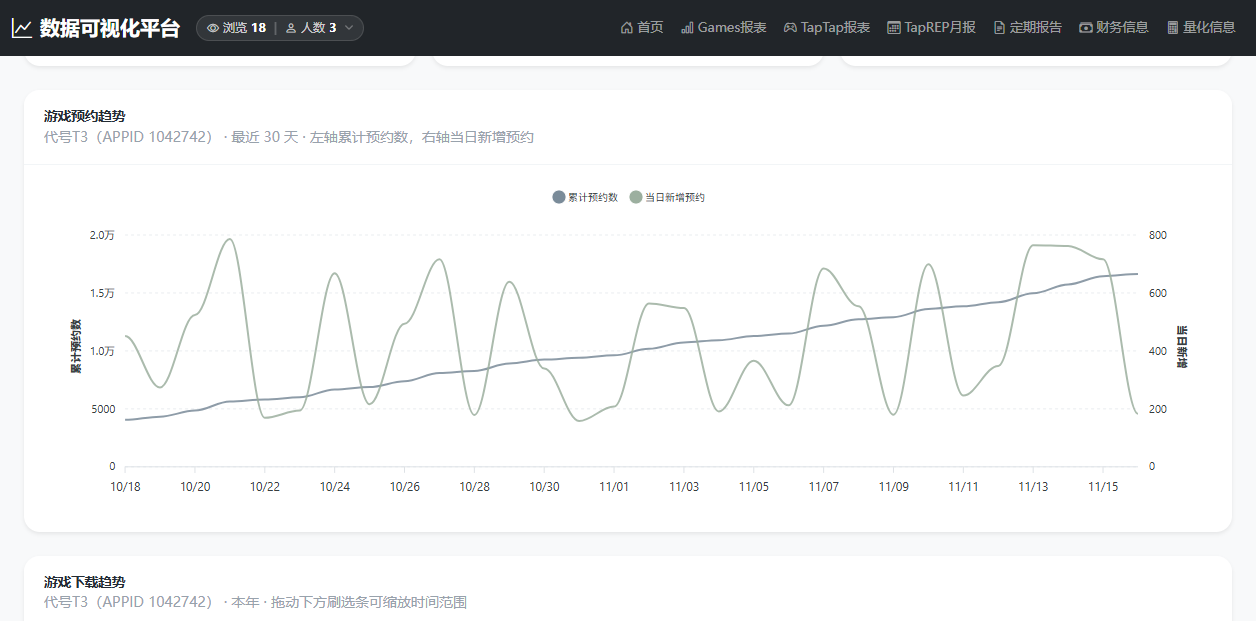 数据可视化平台 浏览 18 | 人数 3 首页 Games报表 TapTap报表 TapREP月报 定期报告 财务信息 量化信息
游戏预约趋势
代号T3（APPID 1042742） · 最近 30 天 · 左轴累计预约数，右轴当日新增预约
累计预约数 当日新增预约
2.0万 800
1.5万 600
1.0万 400
5000 200
0 0
累计预约数
当日新增
10/18 10/20 10/22 10/24 10/26 10/28 10/30 11/01 11/03 11/05 11/07 11/09 11/11 11/13 11/15
游戏下载趋势
代号T3（APPID 1042742） · 本年 · 拖动下方刷选条可缩放时间范围